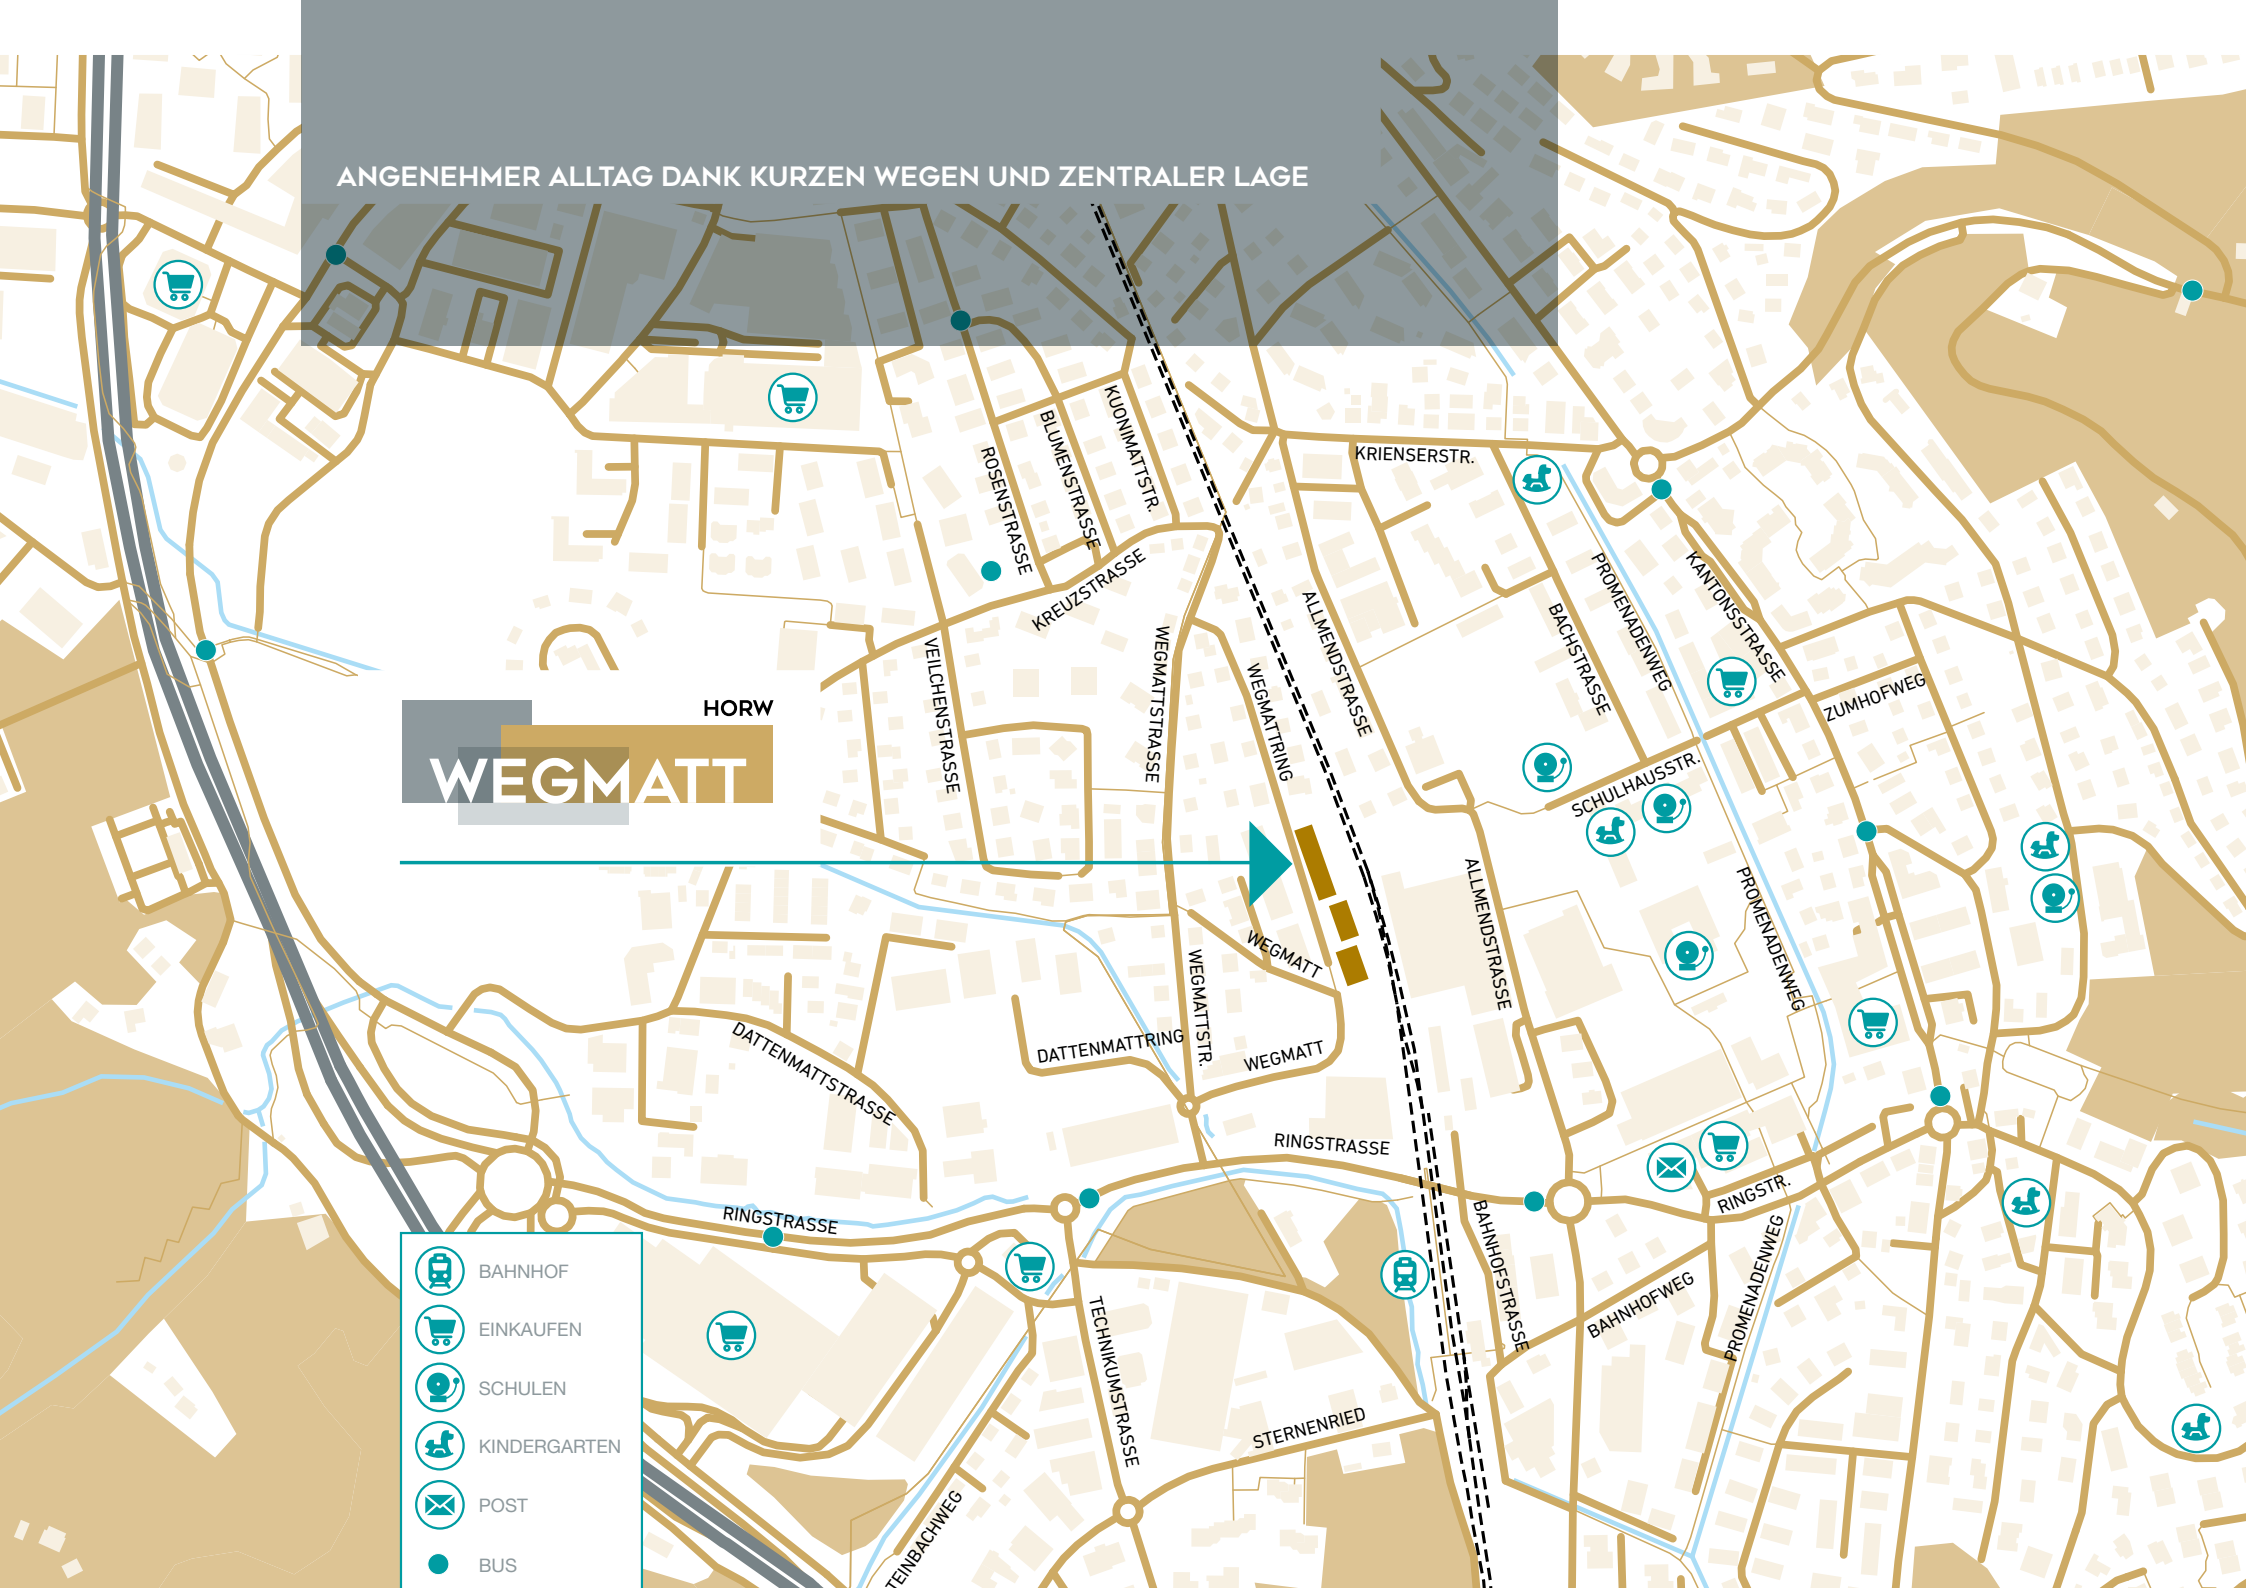 ANGENEHMER ALLTAG DANK KURZEN WEGEN UND ZENTRALER LAGE
KRIENSERSTR.
KUONIMATTSTR.
BLUMENSTRASSE
ROSENSTRASSE
KREUZSTRASSE
VEILCHENSTRASSE
WEGMATTSTRASSE
WEGMATTRING
ALLMENDSTRASSE
BACHSTRASSE
PROMENADENWEG
KANTONSSTRASSE
ZUMHOFWEG
SCHULHAUSSTR.
HORW
WEGMATT
ALLMENDSTRASSE
PROMENADENWEG
WEGMATT
WEGMATTSTR.
DATTENMATTRING
WEGMATT
DATTENMATTSTRASSE
RINGSTRASSE
RINGSTRASSE
RINGSTR.
BAHNHOFSTRASSE
BAHNHOFWEG
PROMENADENWEG
TECHNIKUMSTRASSE
STERNENRIED
TEINBACHWEG
BAHNHOF
EINKAUFEN
SCHULEN
KINDERGARTEN
POST
BUS